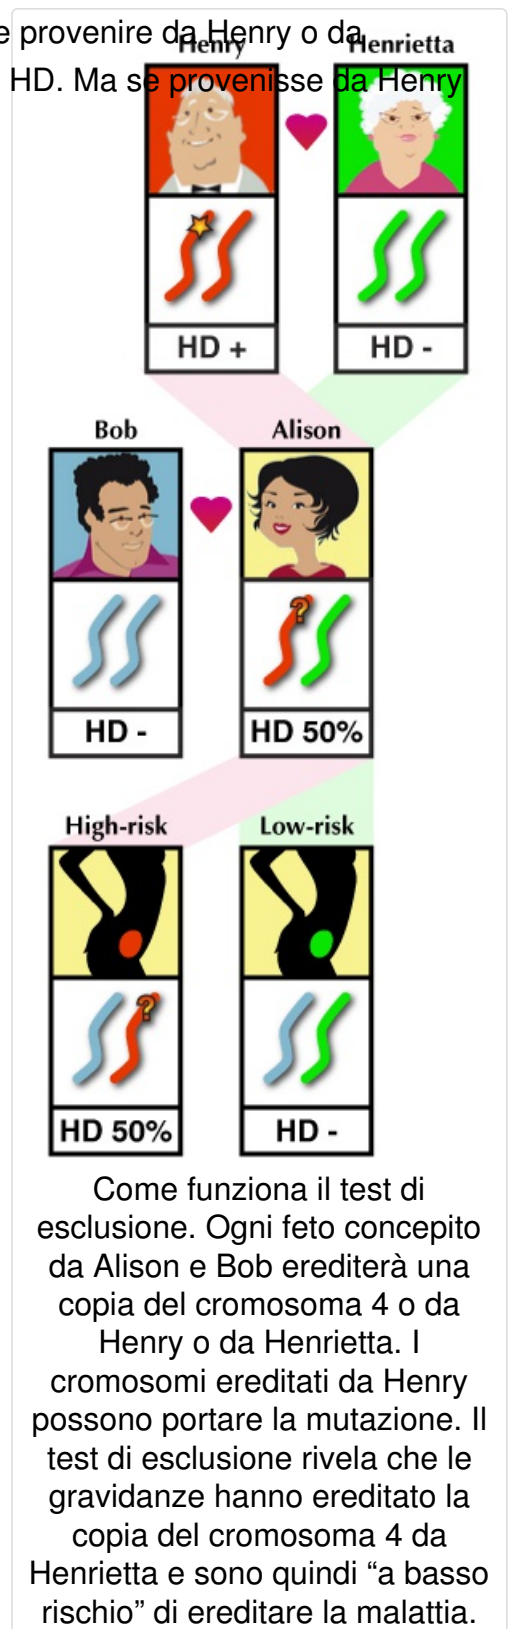 e provenire da Henry o da
Henry Henrietta
HD. Ma se provenisse da Henry
HD + HD -
Bob Alison
HD - HD 50%
High-risk Low-risk
HD 50% HD -
Come funziona il test di
esclusione. Ogni feto concepito
da Alison e Bob erediterà una
copia del cromosoma 4 o da
Henry o da Henrietta. I
cromosomi ereditati da Henry
possono portare la mutazione. Il
test di esclusione rivela che le
gravidanze hanno ereditato la
copia del cromosoma 4 da
Henrietta e sono quindi “a basso
rischio” di ereditare la malattia.